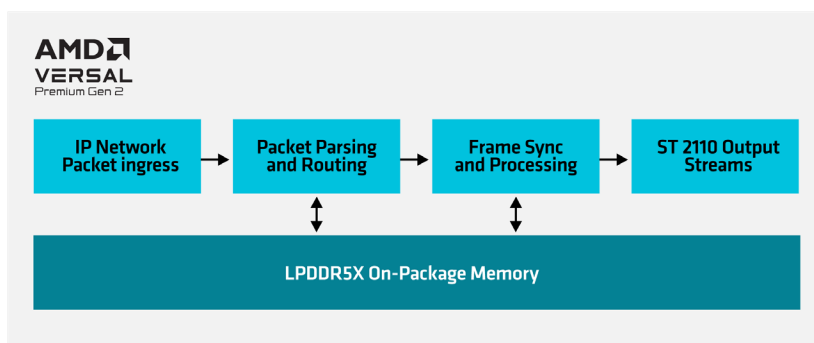 AMD
VERSAL
Premium Gen 2
IP Network
Packet ingress
Packet Parsing
and Routing
Frame Sync
and Processing
ST 2110 Output
Streams
LPDDR5X On-Package Memory